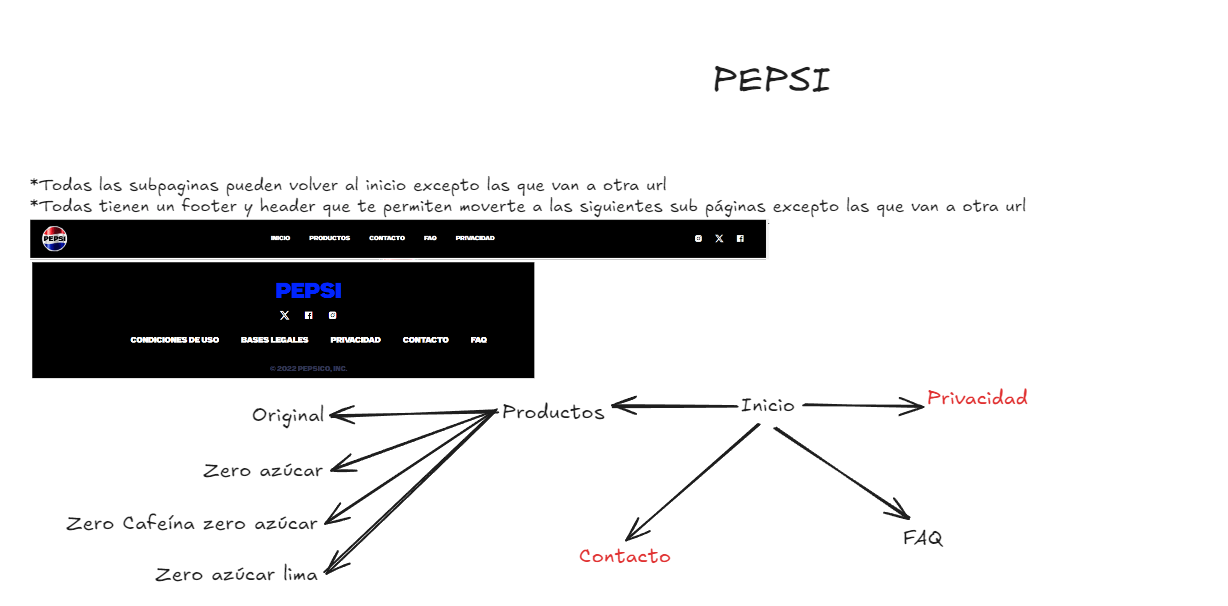 PEPSI
*Todas las subpaginas pueden volver al inicio excepto las que van a otra url
*Todas tienen un footer y header que te permiten moverte a las siguientes sub páginas excepto las que van a otra url
PEPSI INICIO PRODUCTOS CONTACTO FAQ PRIVACIDAD
PEPSI
CONDICIONES DE USO BASES LEGALES PRIVACIDAD CONTACTO FAQ
© 2022 PEPSICO, INC.
Original Productos Inicio Privacidad
Zero azúcar
Zero Cafeína zero azúcar
FAQ
Contacto
Zero azúcar lima